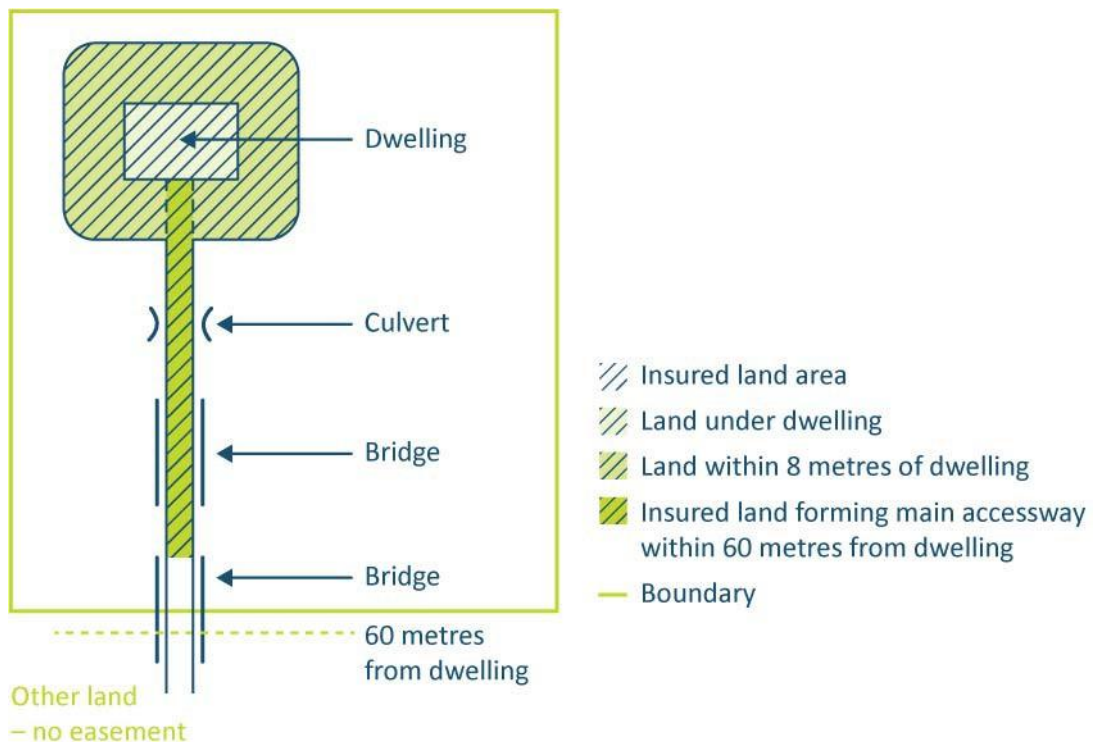 Dwelling
Culvert
Bridge
Bridge
60 metres
from dwelling
Other land
– no easement
Insured land area
Land under dwelling
Land within 8 metres of dwelling
Insured land forming main accessway
within 60 metres from dwelling
Boundary